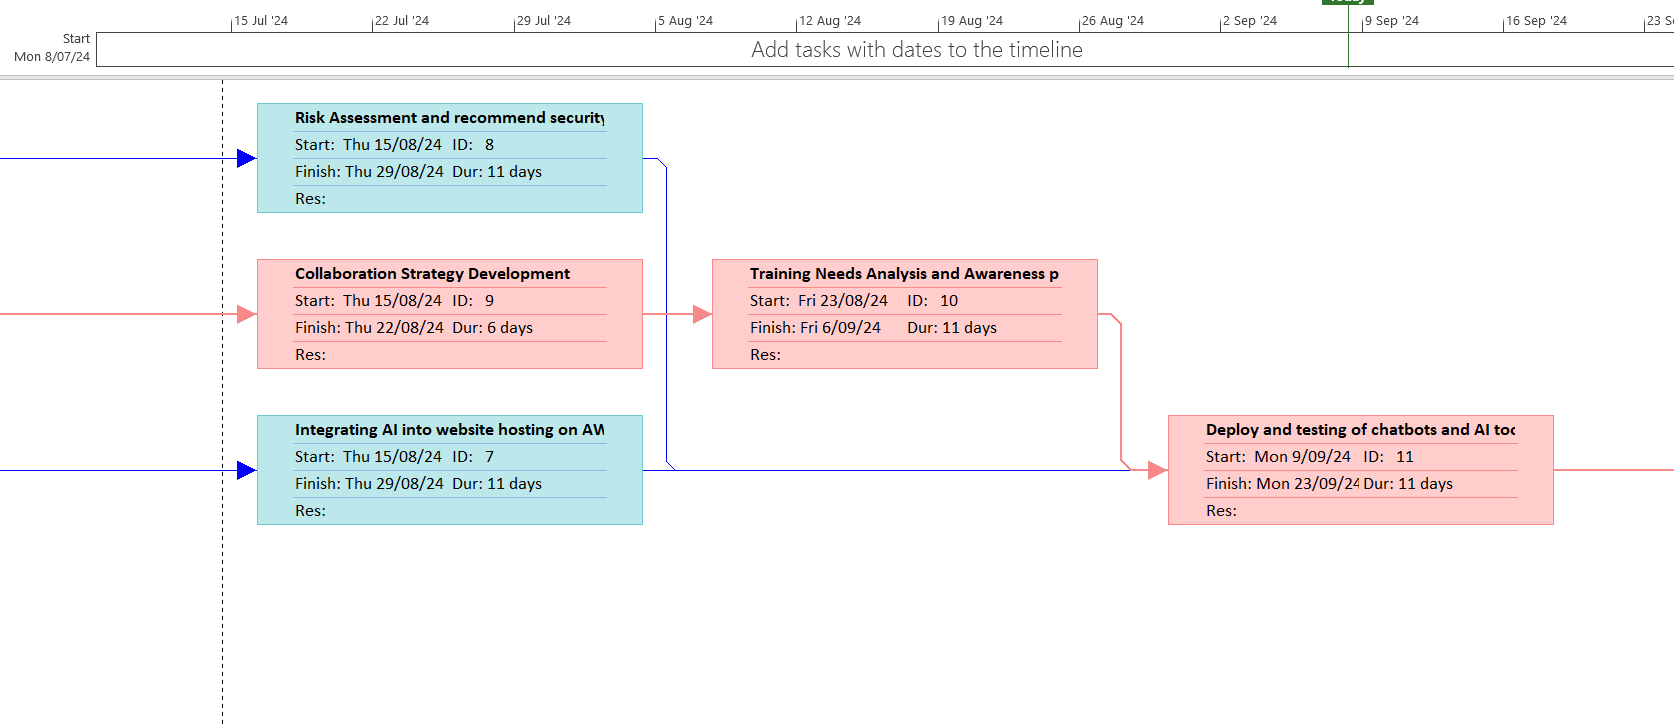 15 Jul '24 22 Jul '24 29 Jul '24 5 Aug '24 12 Aug '24 19 Aug '24 26 Aug '24 2 Sep '24 9 Sep '24 16 Sep '24 23
Start
Mon 8/07/24
Add tasks with dates to the timeline
Risk Assessment and recommend security
Start: Thu 15/08/24 ID: 8
Finish: Thu 29/08/24 Dur: 11 days
Res:
Collaboration Strategy Development
Start: Thu 15/08/24 ID: 9
Finish: Thu 22/08/24 Dur: 6 days
Res:
Training Needs Analysis and Awareness p
Start: Fri 23/08/24 ID: 10
Finish: Fri 6/09/24 Dur: 11 days
Res:
Integrating AI into website hosting on AW
Start: Thu 15/08/24 ID: 7
Finish: Thu 29/08/24 Dur: 11 days
Res:
Deploy and testing of chatbots and AI
Start: Mon 9/09/24 ID: 11
Finish: Mon 23/09/24 Dur: 11 days
Res: